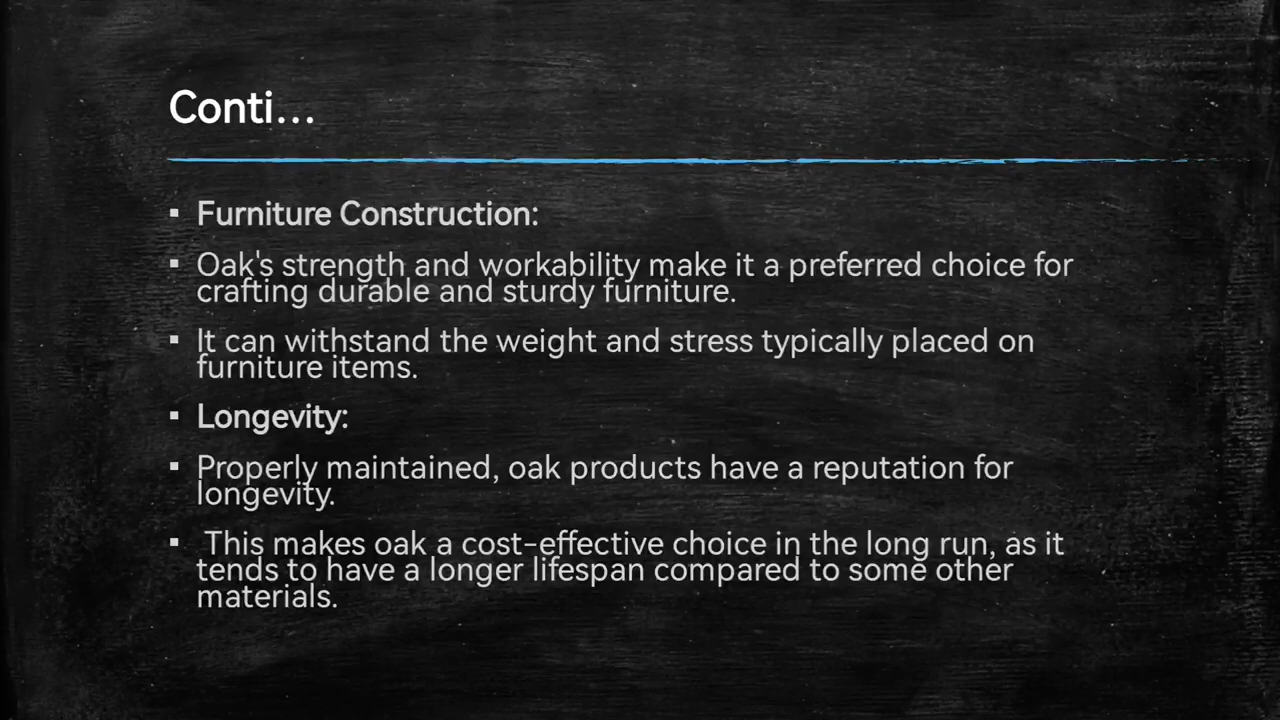 Conti...
▪ Furniture Construction:
▪ Oak's strength and workability make it a preferred choice for
crafting durable and sturdy furniture.
▪ It can withstand the weight and stress typically placed on
furniture items.
▪ Longevity:
▪ Properly maintained, oak products have a reputation for
longevity.
▪ This makes oak a cost-effective choice in the long run, as it
tends to have a longer lifespan compared to some other
materials.